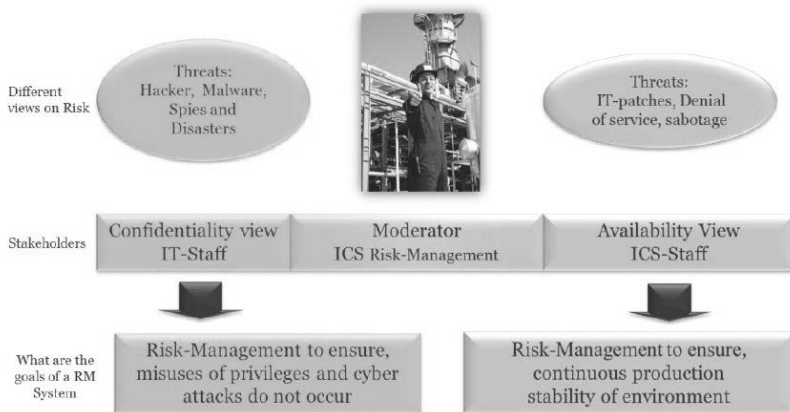 Different
views on Risk
Threats:
Hacker, Malware,
Spies and
Disasters
Threats:
IT-patches, Denial
of service, sabotage
Stakeholders
Confidentiality view
IT-Staff
Moderator
ICS Risk-Management
Availability View
ICS-Staff
What are the
goals of a RM
System
Risk-Management to ensure,
misuses of privileges and cyber
attacks do not occur
Risk-Management to ensure,
continuous production
stability of environment